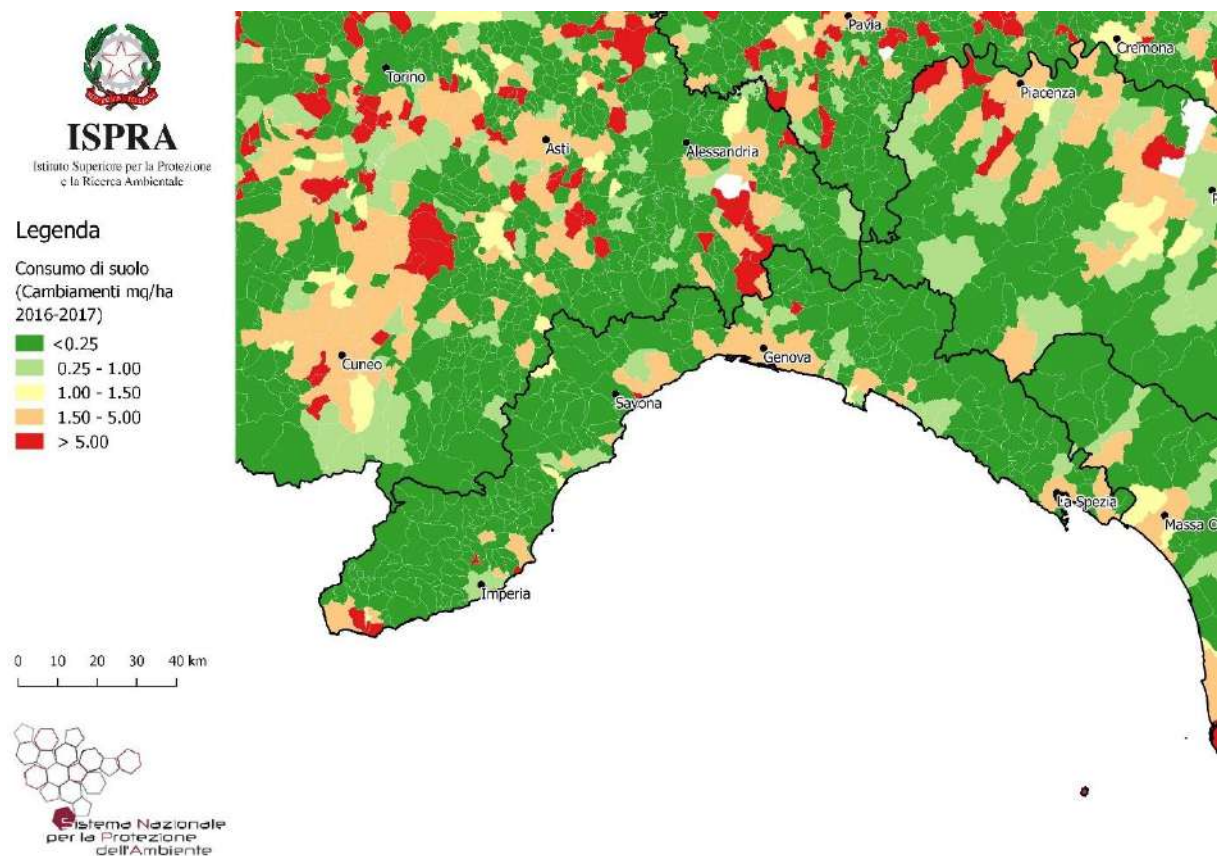 ISPRA
Istituto Superiore per la Protezione
e la Ricerca Ambientale
Legenda
Consumo di suolo
(Cambiamenti mq/ha
2016-2017)
<0.25
0.25 - 1.00
1.00 - 1.50
1.50 - 5.00
> 5.00
0 10 20 30 40 km
Sistema Nazionale
per la Protezione
dell'Ambiente
Pavia
Cremona
Torino
Piacenza
Asti
Alessandria
P
Cuneo
Genova
Savona
La Spezia
Massa C
Imperia